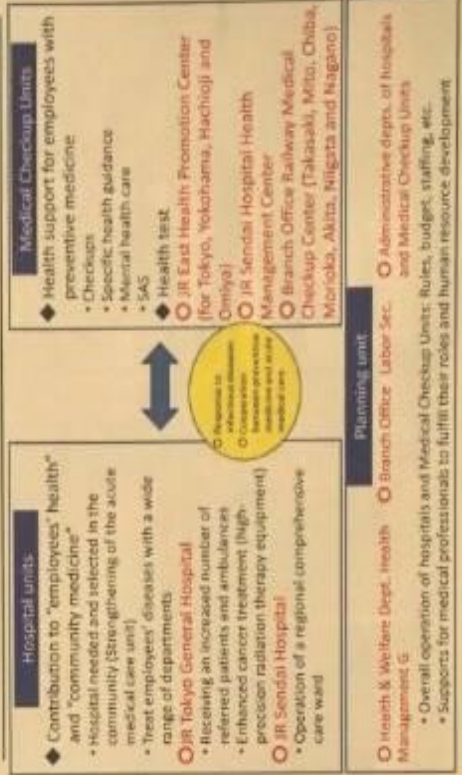 Hospital units
◆ Contribution to "employees' health"
and "community medicine"
• Hospital needed and selected in the
community (Strengthening of the acute
medical care unit)
• Treat employees' diseases with a wide
range of departments
○ JR Tokyo General Hospital
• Receiving an increased number of
referred patients and ambulances
• Enhanced cancer treatment (high-
precision radiation therapy equipment)
○ JR Sendai Hospital
• Operation of a regional comprehensive
care ward
○ Response to
infectious diseases
○ Cooperation
between preventive
medicine and acute
medical care
Medical Checkup Units
◆ Health support for employees with
preventive medicine
• Checkups
• Specific health guidance
• Mental health care
• SAS
◆ Health test
○ JR East Health Promotion Center
(for Tokyo, Yokohama, Hachioji and
Omiya)
○ JR Sendai Hospital Health
Management Center
○ Branch Office Railway Medical
Checkup Center (Takasaki, Mito, Chiba,
Morioka, Akita, Niigata and Nagano)
Planning unit
○ Health & Welfare Dept. Health
Management G.
○ Branch Office Labor Sec.
○ Administrative depts. of hospitals
and Medical Checkup Units
• Overall operation of hospitals and Medical Checkup Units: Rules, budget, staffing, etc.
• Supports for medical professionals to fulfill their roles and human resource development